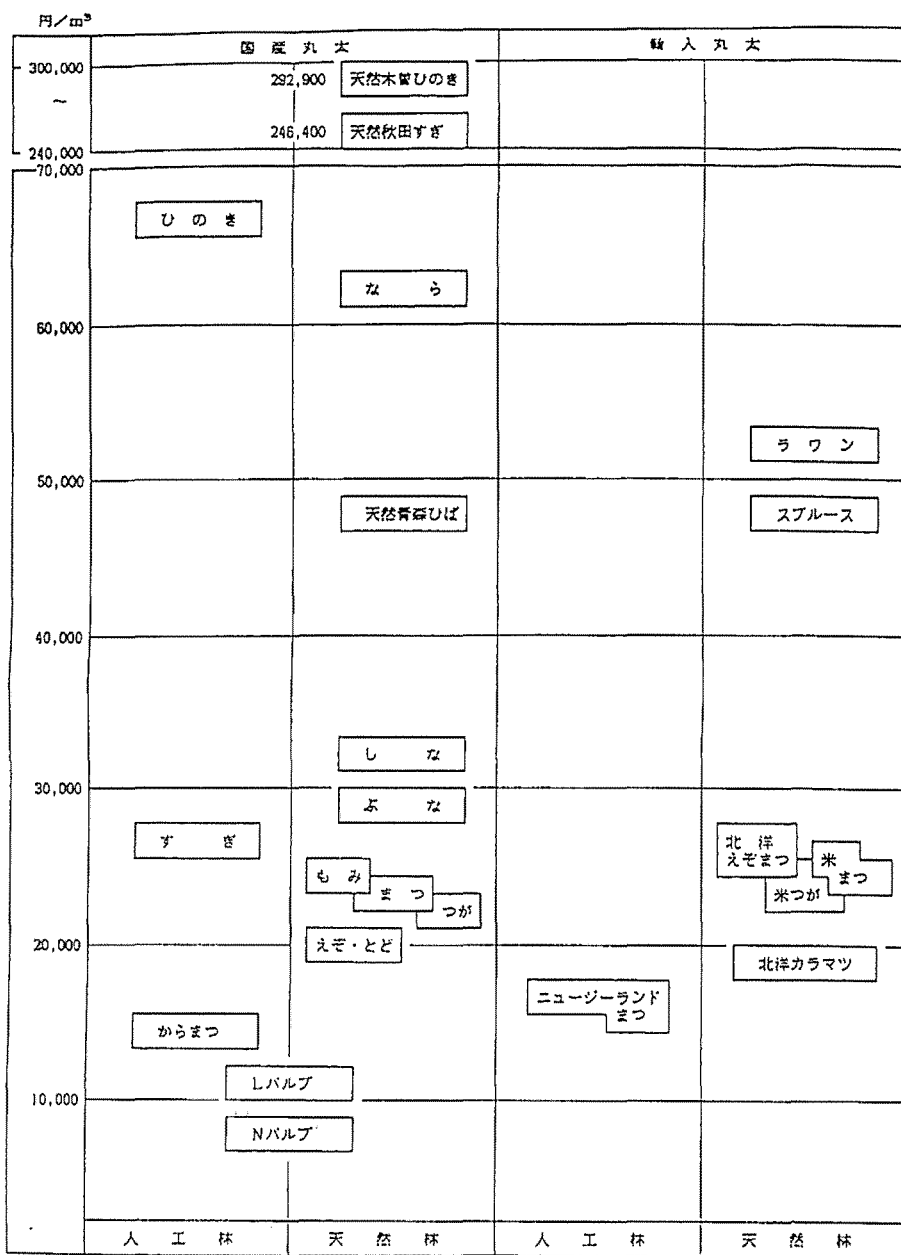 円/m³
国産丸太
輸入丸太
300,000
~
240,000
292,900 天然木曽ひのき
246,400 天然秋田すぎ
70,000
ひのき
なら
60,000
ラワン
50,000
天然青森ひば
スプルース
40,000
しな
30,000
ぶな
すぎ
北洋
えぞまつ
米
まつ
米つが
もみ
まつ
つが
えぞ・とど
20,000
北洋カラマツ
ニュージーランド
まつ
からまつ
Lパルプ
10,000
Nパルプ
人工林
天然林
人工林
天然林